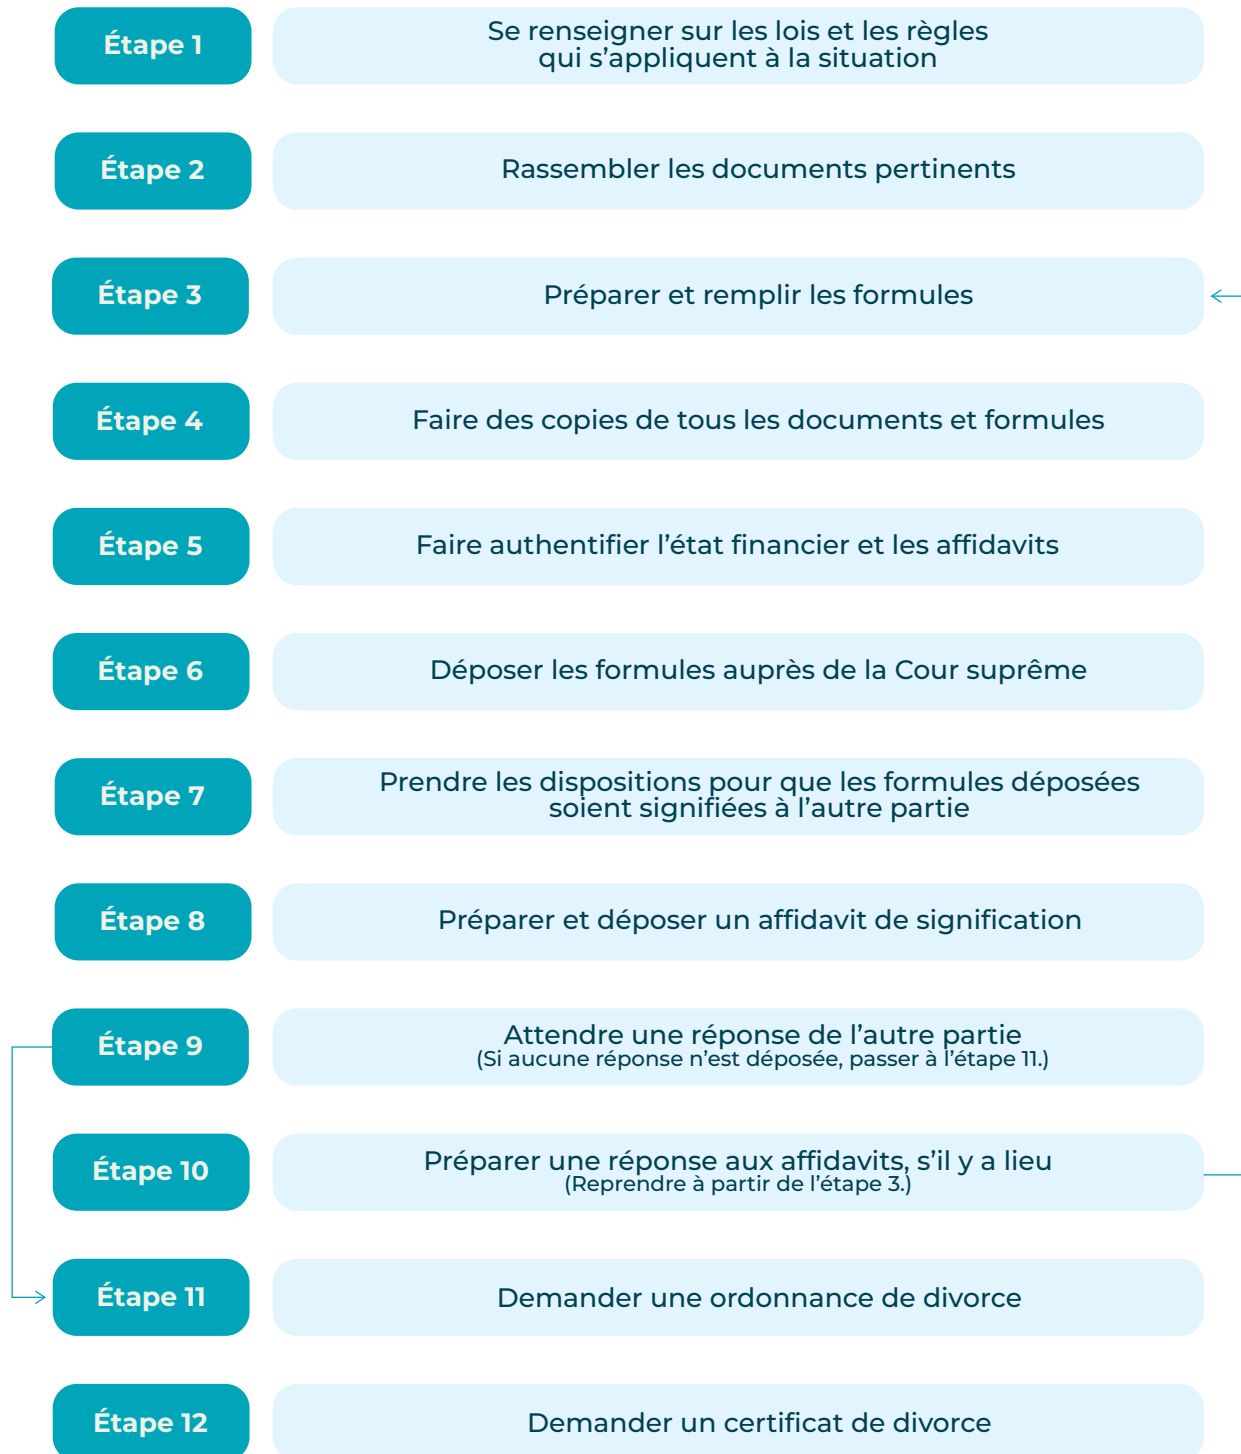 Étape 1
Se renseigner sur les lois et les règles
qui s’appliquent à la situation
Étape 2
Rassembler les documents pertinents
Étape 3
Préparer et remplir les formules
Étape 4
Faire des copies de tous les documents et formules
Étape 5
Faire authentifier l’état financier et les affidavits
Étape 6
Déposer les formules auprès de la Cour suprême
Étape 7
Prendre les dispositions pour que les formules déposées
soient signifiées à l’autre partie
Étape 8
Préparer et déposer un affidavit de signification
Étape 9
Attendre une réponse de l’autre partie
(Si aucune réponse n’est déposée, passer à l’étape 11.)
Étape 10
Préparer une réponse aux affidavits, s’il y a lieu
(Reprendre à partir de l’étape 3.)
Étape 11
Demander une ordonnance de divorce
Étape 12
Demander un certificat de divorce